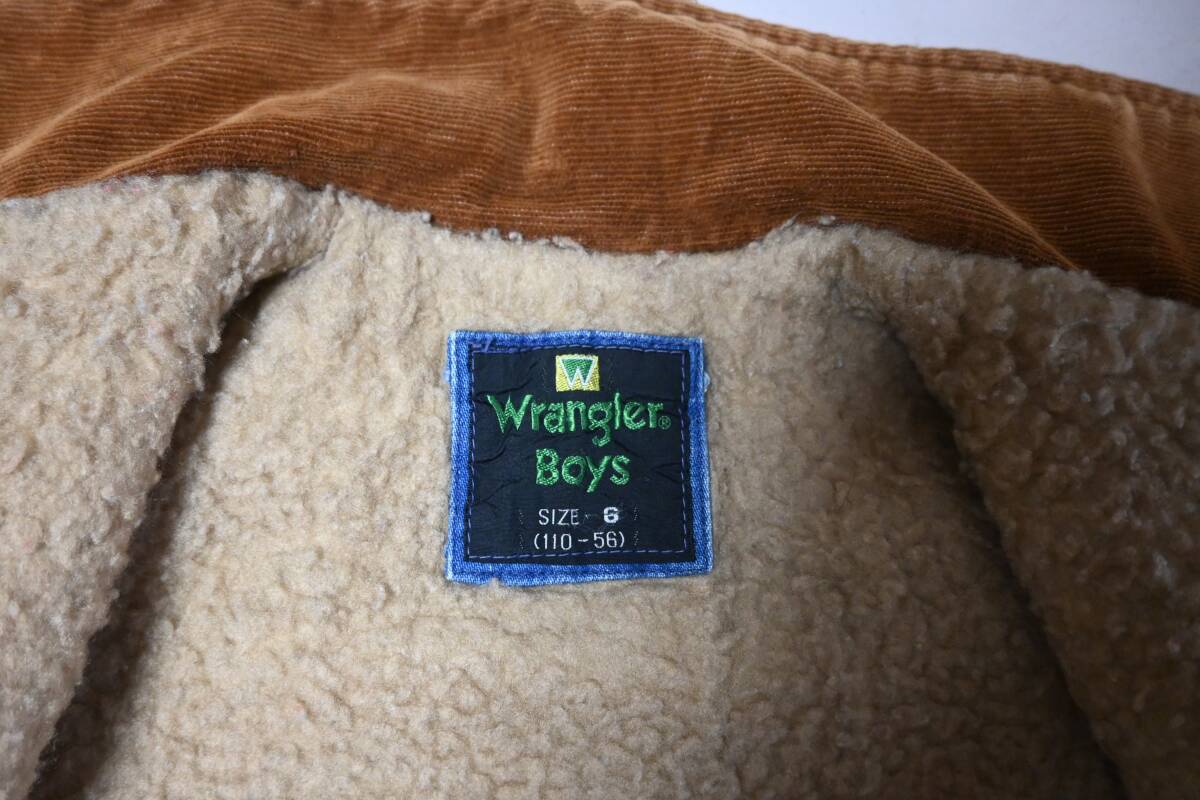 W
Wrangler®
Boys
SIZE 6
(110-56)